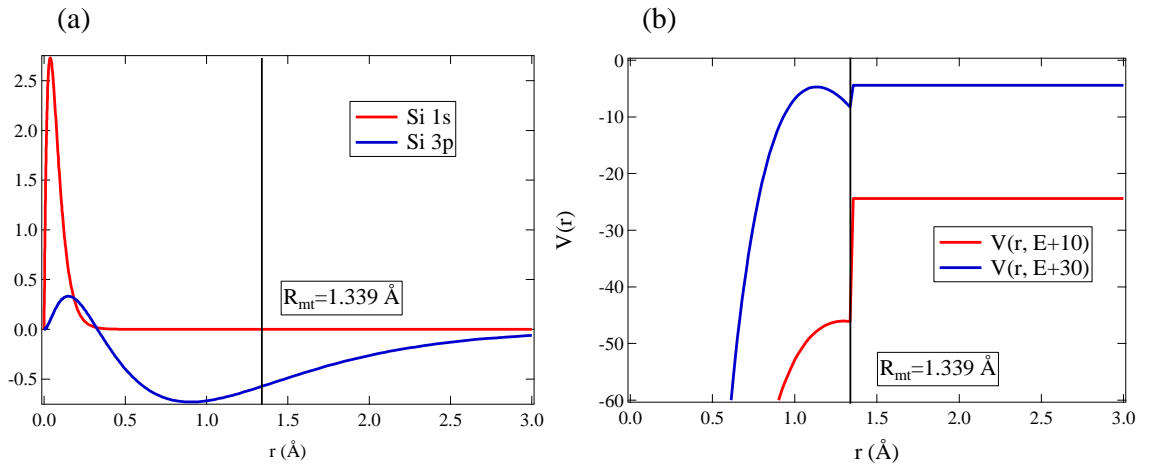 (a)
2.5
2.0
1.5
1.0
0.5
0.0
-0.5
Si 1s
Si 3p
Rmt=1.339 Å
0.0 0.5 1.0 1.5 2.0 2.5 3.0
r (Å)
(b)
V(r)
0
-10
-20
-30
-40
-50
-60
V(r, E+10)
V(r, E+30)
Rmt=1.339 Å
0.0 0.5 1.0 1.5 2.0 2.5 3.0
r (Å)